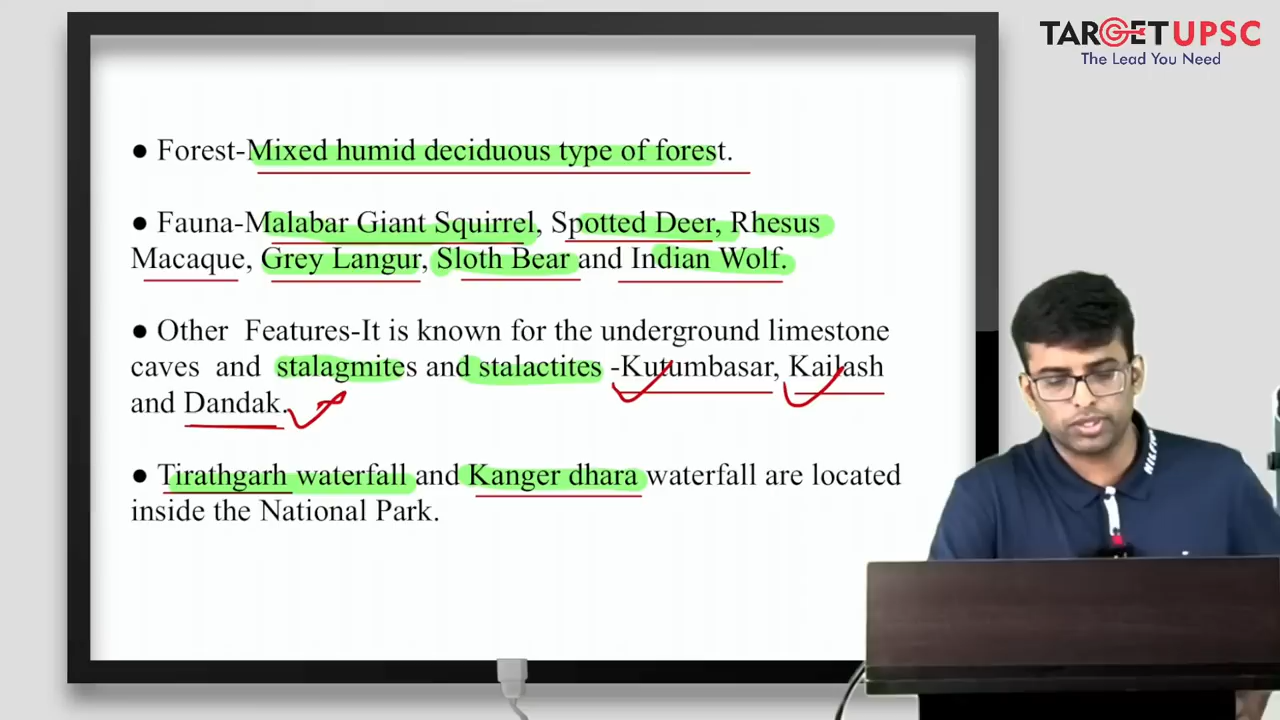 TARGET UPSC
The Lead You Need
● Forest-Mixed humid deciduous type of forest.
● Fauna-Malabar Giant Squirrel, Spotted Deer, Rhesus
Macaque, Grey Langur, Sloth Bear and Indian Wolf.
● Other Features-It is known for the underground limestone
caves and stalagmites and stalactites -Kutumbasar, Kailash
and Dandak.
● Tirathgarh waterfall and Kanger dhara waterfall are located
inside the National Park.